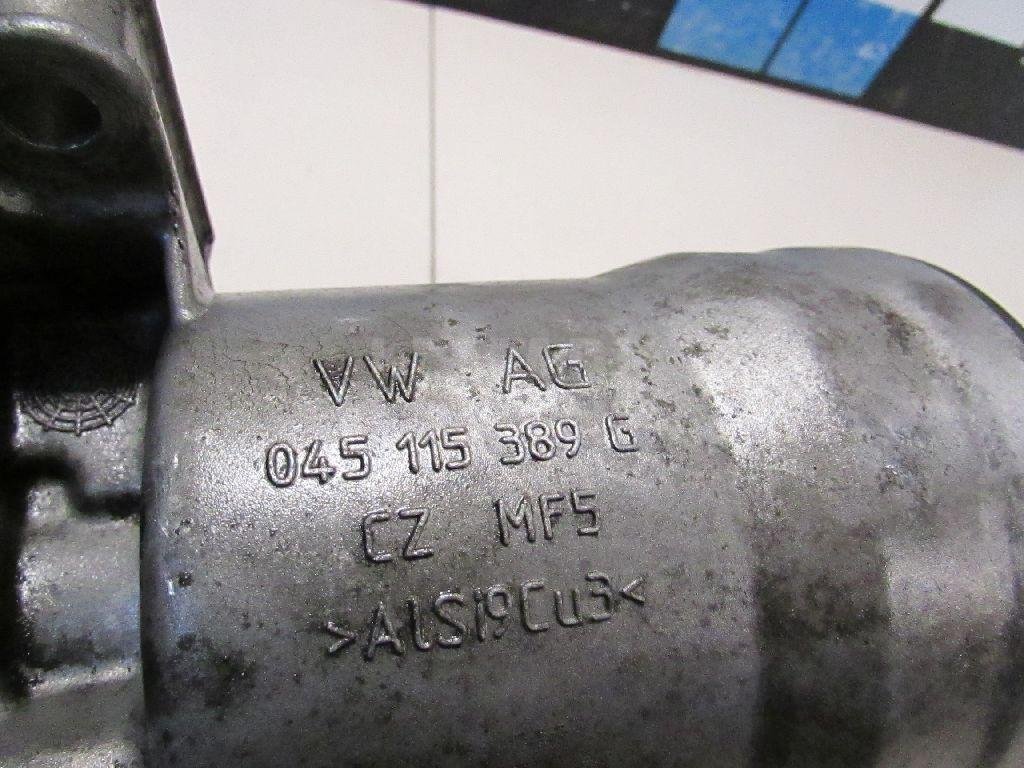 VW AG
045 115 389 G
CZ MF5
>AlSi9Cu3<